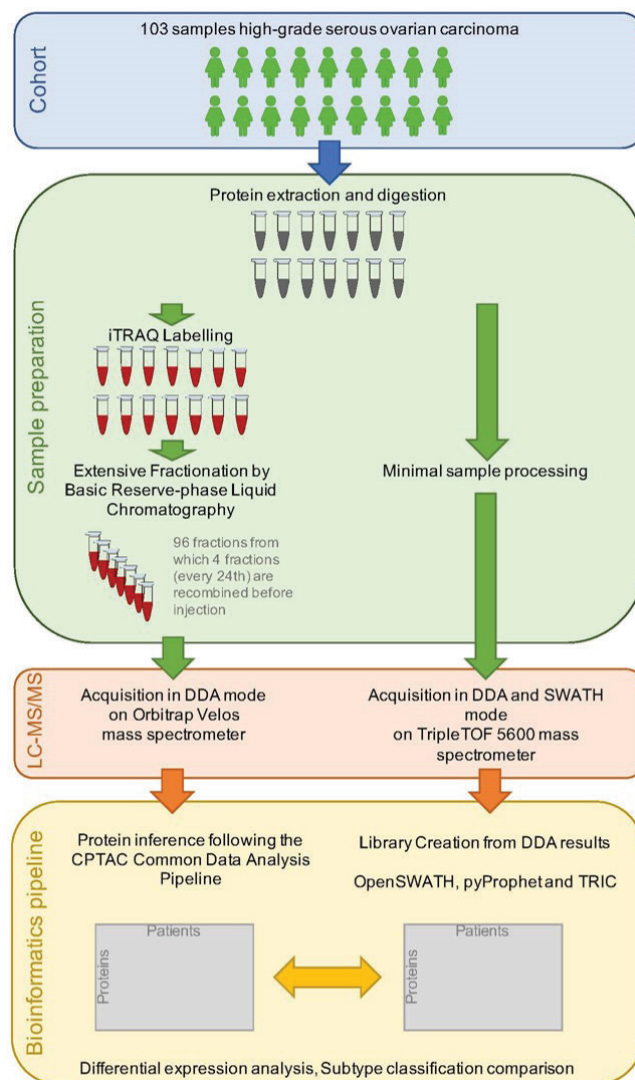 Cohort
103 samples high-grade serous ovarian carcinoma
Sample preparation
Protein extraction and digestion
iTRAQ Labelling
Extensive Fractionation by
Basic Reserve-phase Liquid
Chromatography
96 fractions from
which 4 fractions
(every 24th) are
recombined before
injection
Minimal sample processing
LC-MS/MS
Acquisition in DDA mode
on Orbitrap Velos
mass spectrometer
Acquisition in DDA and SWATH
mode
on TripleTOF 5600 mass
spectrometer
Bioinformatics pipeline
Protein inference following the
CPTAC Common Data Analysis
Pipeline
Library Creation from DDA results
OpenSWATH, pyProphet and TRIC
Patients
Proteins
Patients
Proteins
Differential expression analysis, Subtype classification comparison